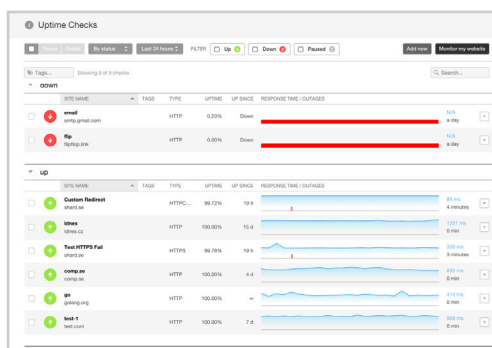 Uptime Checks
Pause Delete By status Last 24 hours FILTER Up Down Paused Add new Monitor my website
Tags... Showing 9 of 9 checks Search...
down
SITE NAME TAGS TYPE UPTIME UP SINCE RESPONSE TIME / OUTAGES
email
smtp.gmail.com
HTTP 0.23% Down
N/A
a day
flip
flipflop.link
HTTP 0.00% Down
N/A
a day
up
SITE NAME TAGS TYPE UPTIME UP SINCE RESPONSE TIME / OUTAGES
Custom Redirect
shard.se
HTTPC... 99.72% 19 h
4 minutes
idnes
idnes.cz
HTTP 100.00% 15 d
0 min
Test HTTPS Fail
shard.se
HTTPS 99.78% 19 h
3 minutes
comp.se
comp.se
HTTP 100.00% 4 d
0 min
go
golang.org
HTTP 100.00% ∞
0 min
test-1
test.com
HTTP 100.00% 7 d
0 min